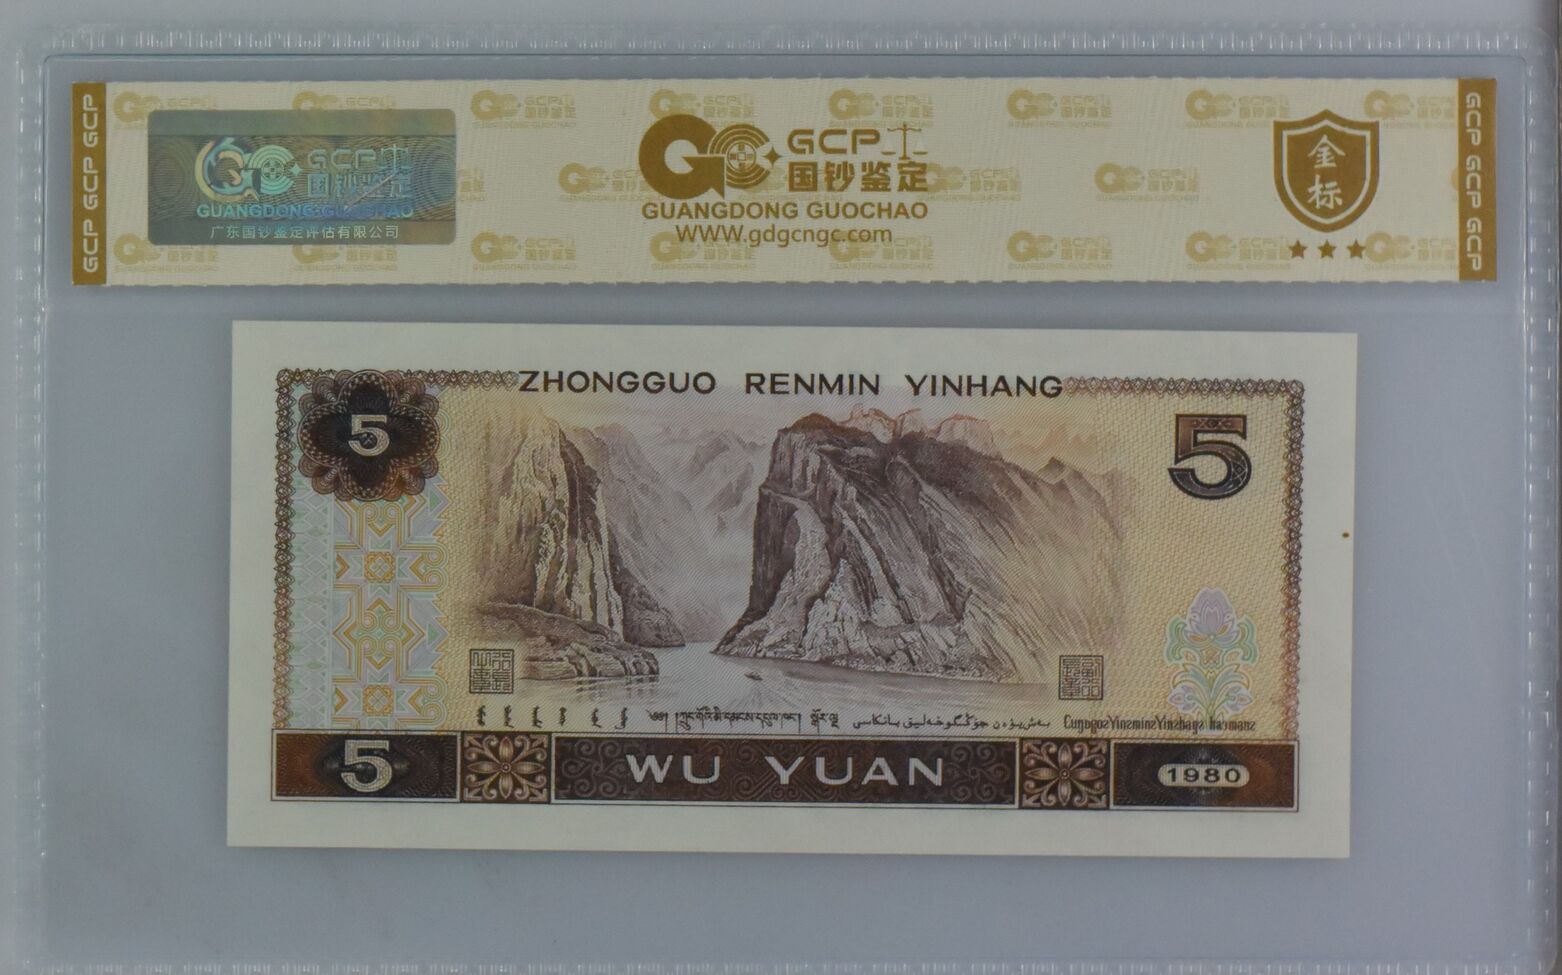 GCP GCP GCP
GCP
国钞鉴定
GUANGDONG GUOCHAO
广东国钞鉴定评估有限公司
GCP
国钞鉴定
GUANGDONG GUOCHAO
WWW.gdgcngc.com
金标
GCP GCP GCP
ZHONGGUO RENMIN YINHANG
5
5
5
WU YUAN
1980